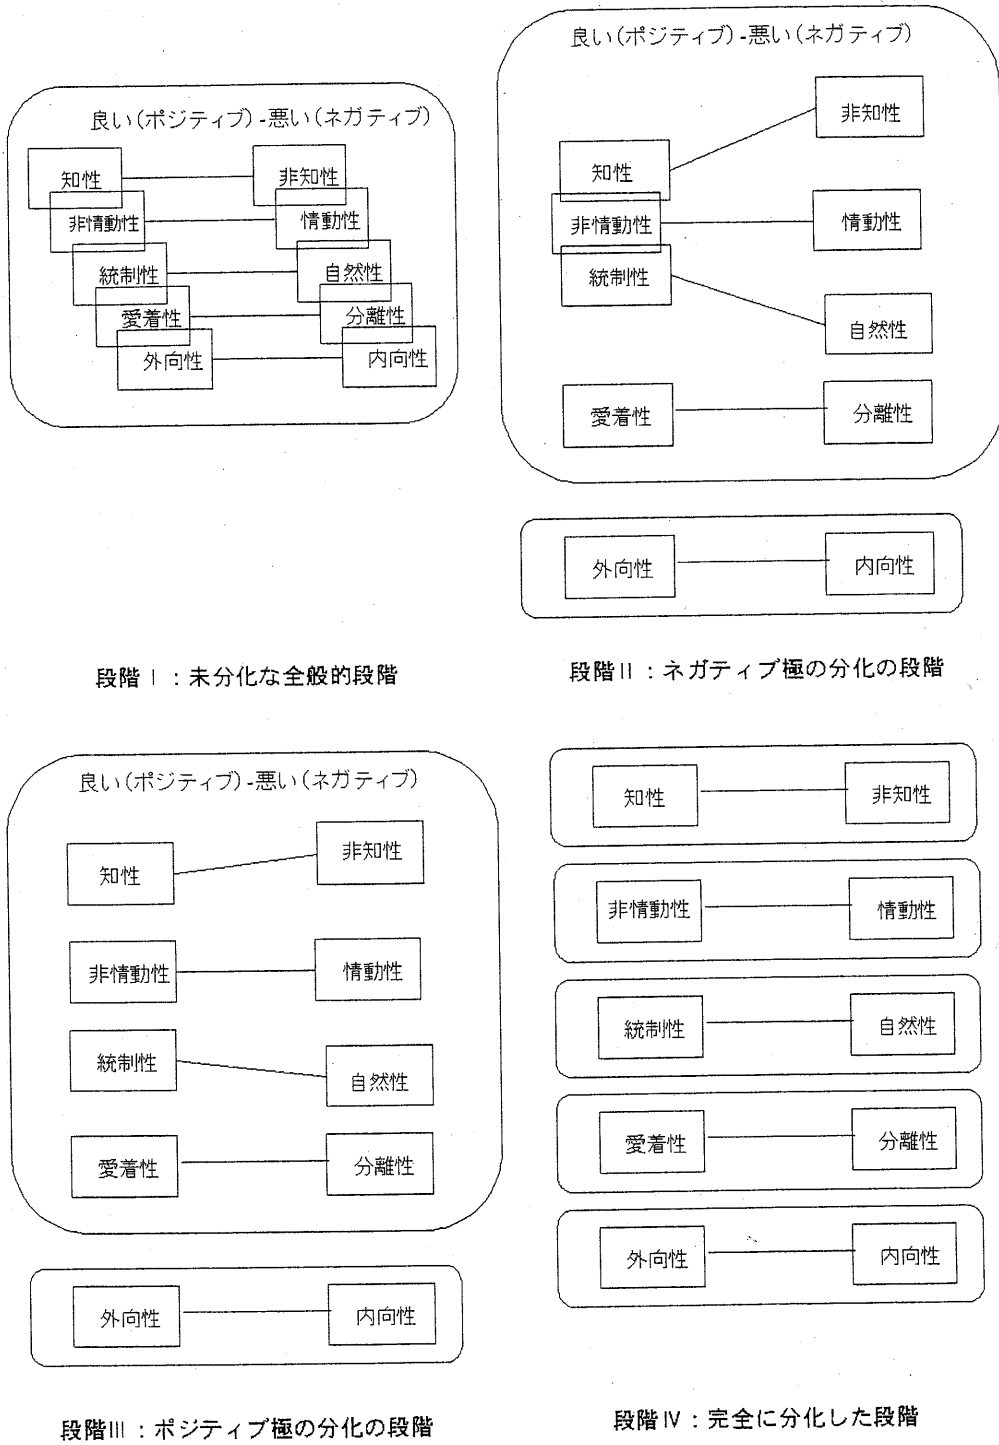 良い(ポジティブ)-悪い(ネガティブ)
知性 非知性
非情動性 情動性
統制性 自然性
愛着性 分離性
外向性 内向性
段階Ⅰ：未分化な全般的段階
良い(ポジティブ)-悪い(ネガティブ)
非知性
知性
非情動性 情動性
統制性
自然性
愛着性 分離性
外向性 内向性
段階Ⅱ：ネガティブ極の分化の段階
良い(ポジティブ)-悪い(ネガティブ)
知性 非知性
非情動性 情動性
統制性 自然性
愛着性 分離性
外向性 内向性
段階Ⅲ：ポジティブ極の分化の段階
知性 非知性
非情動性 情動性
統制性 自然性
愛着性 分離性
外向性 内向性
段階Ⅳ：完全に分化した段階